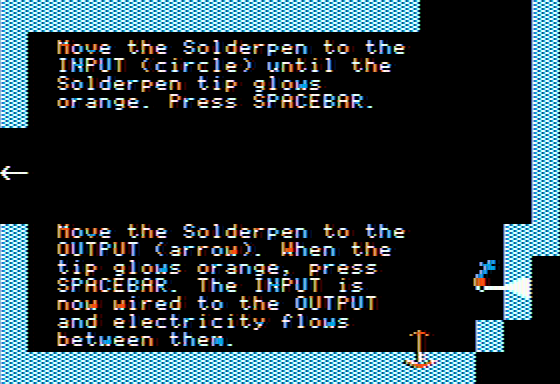 Move the Solderpen to the
INPUT (circle) until the
Solderpen tip glows
orange. Press SPACEBAR.
Move the Solderpen to the
OUTPUT (arrow). When the
tip glows orange, press
SPACEBAR. The INPUT is
now wired to the OUTPUT
and electricity flows
between them.